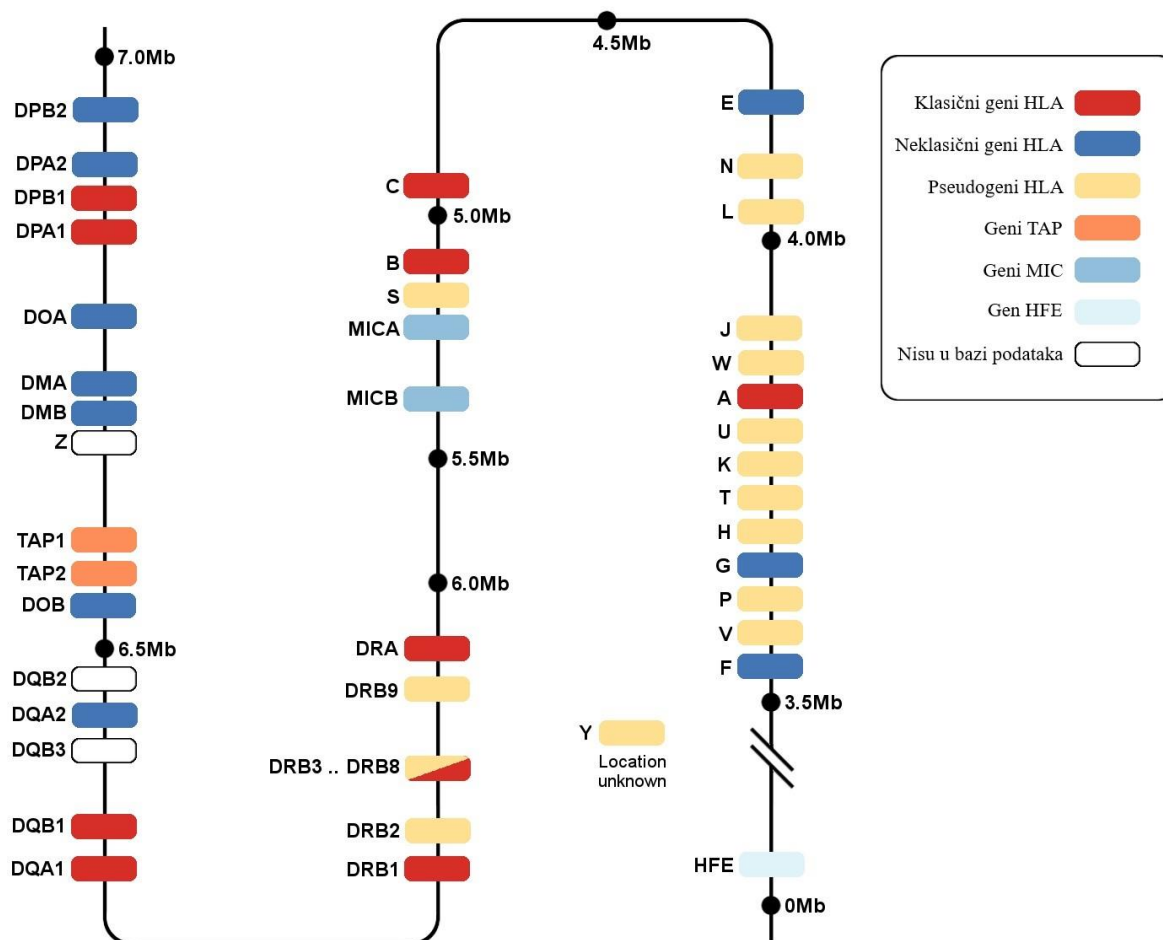 7.0Mb
DPB2
DPA2
DPB1
DPA1
DOA
DMA
DMB
Z
TAP1
TAP2
DOB
6.5Mb
DQB2
DQA2
DQB3
DQB1
DQA1
4.5Mb
C
5.0Mb
B
S
MICA
MICB
5.5Mb
6.0Mb
DRA
DRB9
DRB3 .. DRB8
DRB2
DRB1
E
N
L
4.0Mb
J
W
A
U
K
T
H
G
P
V
F
3.5Mb
Y
Location
unknown
HFE
0Mb
Klasični geni HLA
Neklasični geni HLA
Pseudogeni HLA
Geni TAP
Geni MIC
Gen HFE
Nisu u bazi podataka